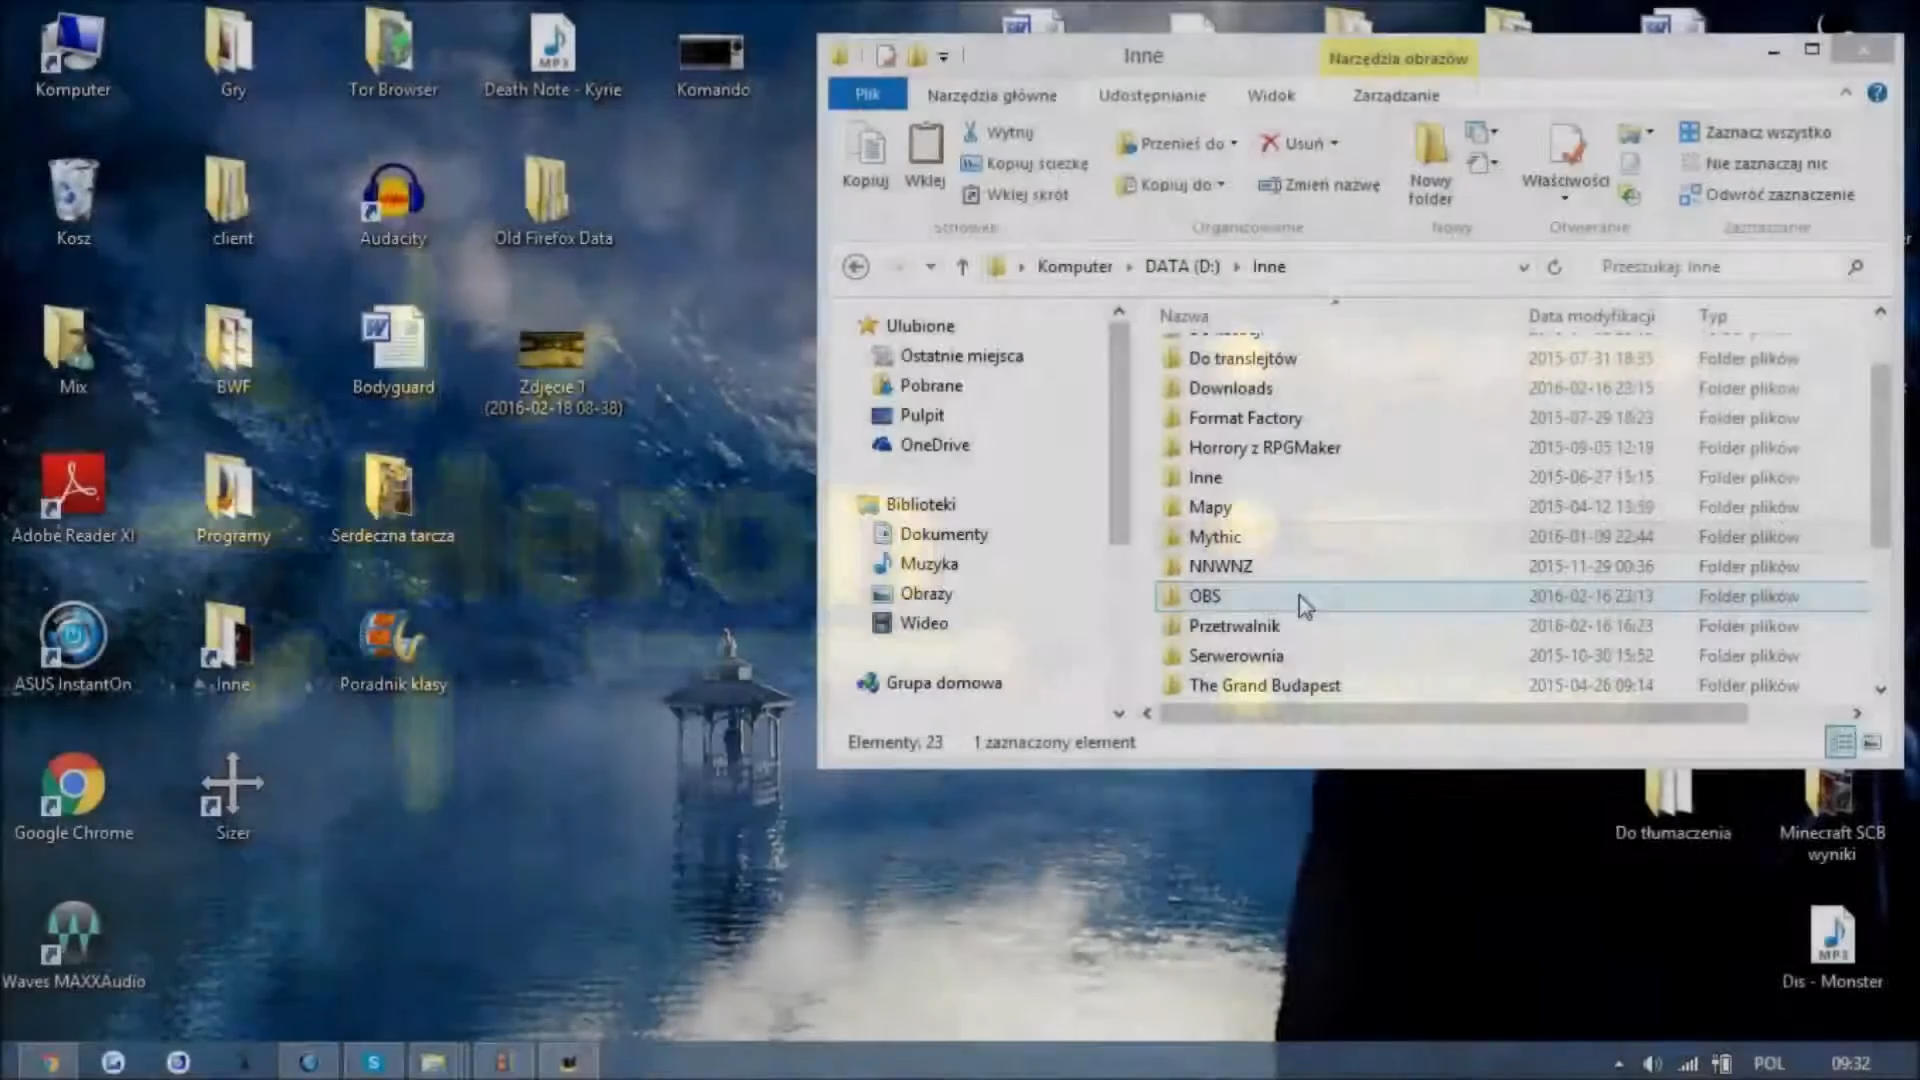 Komputer
Gry
Tor Browser
Death Note - Kyrie
Komando
Kosz
client
Audacity
Old Firefox Data
Mix
BWF
Bodyguard
Zdjęcie 1
(2016-02-18 08-38)
Adobe Reader XI
Programy
Serdeczna tarcza
ASUS InstantOn
Inne
Poradnik klasy
Google Chrome
Sizer
Waves MAXXAudio
Inne
Narzędzia obrazów
Plik
Narzędzia główne
Udostępnianie
Widok
Zarządzanie
Kopiuj
Wklej
Wytnij
Kopiuj ścieżkę
Wklej skrót
Przenieś do
Kopiuj do
Usuń
Zmień nazwę
Nowy
folder
Właściwości
Zaznacz wszystko
Nie zaznaczaj nic
Odwróć zaznaczenie
Schowek
Organizowanie
Nowy
Otwieranie
Zaznaczanie
Komputer
DATA (D:)
Inne
Przeszukaj: Inne
Ulubione
Ostatnie miejsca
Pobrane
Pulpit
OneDrive
Biblioteki
Dokumenty
Muzyka
Obrazy
Wideo
Grupa domowa
Nazwa Data modyfikacji Typ
Do translejtów 2015-07-31 18:35 Folder plików
Downloads 2016-02-16 23:15 Folder plików
Format Factory 2015-07-29 18:23 Folder plików
Horrory z RPGMaker 2015-09-05 12:19 Folder plików
Inne 2015-06-27 15:15 Folder plików
Mapy 2015-04-12 13:59 Folder plików
Mythic 2016-01-09 22:44 Folder plików
NNWNZ 2015-11-29 00:36 Folder plików
OBS 2016-02-16 23:13 Folder plików
Przetrwalnik 2016-02-16 16:23 Folder plików
Serwerownia 2015-10-30 15:52 Folder plików
The Grand Budapest 2015-04-26 09:14 Folder plików
Elementy: 23 1 zaznaczony element
Do tłumaczenia
Minecraft SCB
wyniki
Dis - Monster
POL
09:32